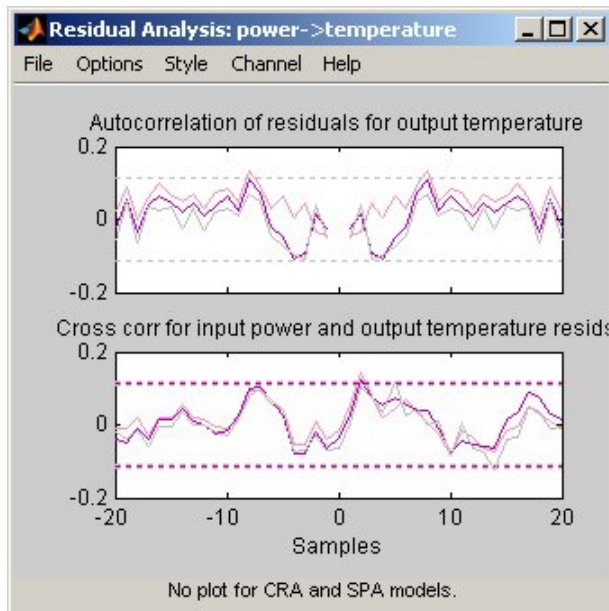 Residual Analysis: power->temperature
File Options Style Channel Help
Autocorrelation of residuals for output temperature
0.2
0
-0.2
Cross corr for input power and output temperature resids
0.2
0
-0.2
-20 -10 0 10 20
Samples
No plot for CRA and SPA models.